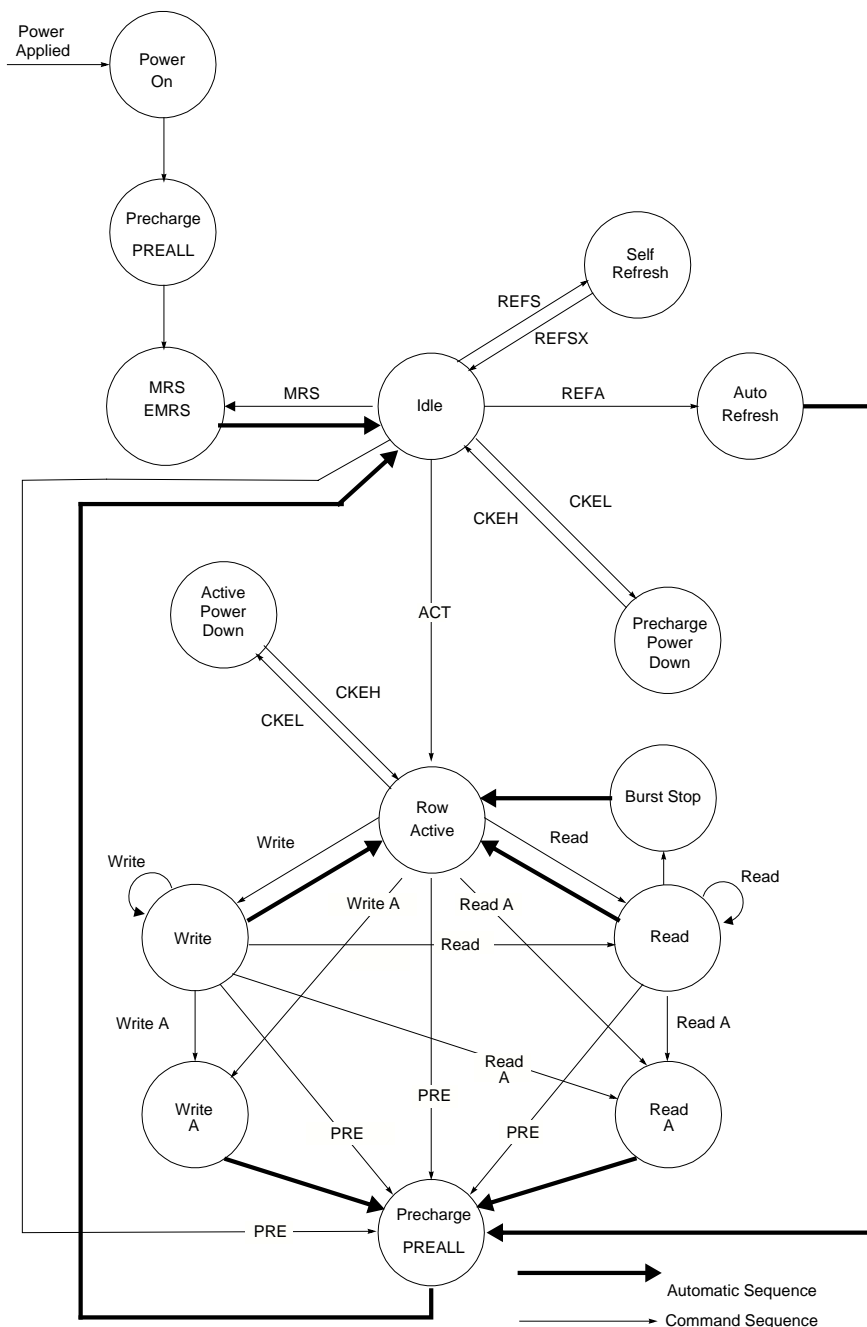 Power
Applied
Power
On
Precharge
PREALL
Self
Refresh
REFS
REFSX
MRS
EMRS
MRS
Idle
REFA
Auto
Refresh
CKEL
CKEH
Active
Power
Down
ACT
Precharge
Power
Down
CKEH
CKEL
Row
Active
Burst Stop
Write
Read
Write
Read
Write A
Read A
Write
Read
Read
Write A
Read A
Read
A
Write
A
PRE
Read
A
PRE
PRE
Precharge
PREALL
PRE
Automatic Sequence
Command Sequence